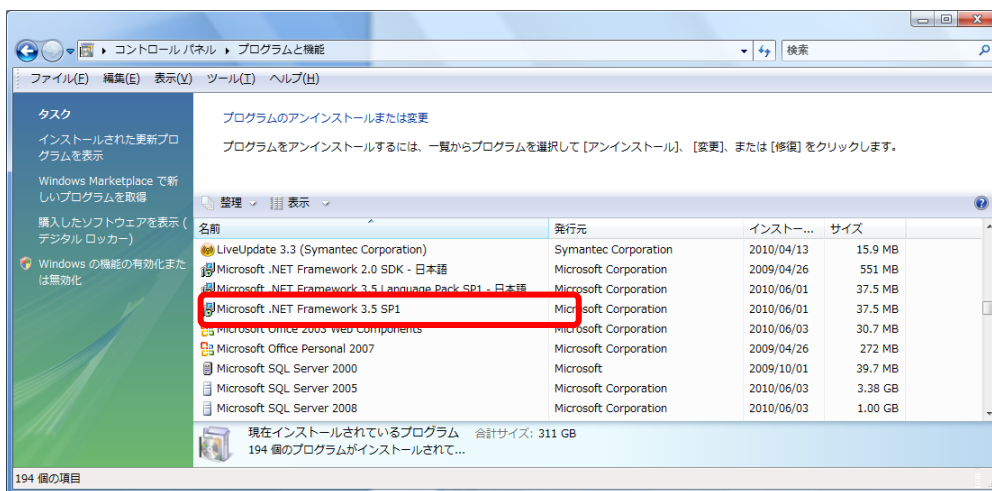 コントロール パネル ▸ プログラムと機能
検索
ファイル(F) 編集(E) 表示(V) ツール(T) ヘルプ(H)
タスク
インストールされた更新プロ
グラムを表示
Windows Marketplace で新
しいプログラムを取得
購入したソフトウェアを表示 (
デジタル ロッカー)
Windows の機能の有効化また
は無効化
プログラムのアンインストールまたは変更
プログラムをアンインストールするには、一覧からプログラムを選択して [アンインストール]、 [変更]、または [修復] をクリックします。
整理 表示
名前 発行元 インストー... サイズ
LiveUpdate 3.3 (Symantec Corporation) Symantec Corporation 2010/04/13 15.9 MB
Microsoft .NET Framework 2.0 SDK - 日本語 Microsoft Corporation 2009/04/26 551 MB
Microsoft .NET Framework 3.5 Language Pack SP1 - 日本語 Microsoft Corporation 2010/06/01 37.5 MB
Microsoft .NET Framework 3.5 SP1 Microsoft Corporation 2010/06/01 37.5 MB
Microsoft Office 2003 Web Components Microsoft Corporation 2010/06/03 30.7 MB
Microsoft Office Personal 2007 Microsoft Corporation 2009/04/26 272 MB
Microsoft SQL Server 2000 Microsoft 2009/10/01 39.7 MB
Microsoft SQL Server 2005 Microsoft Corporation 2010/06/03 3.38 GB
Microsoft SQL Server 2008 Microsoft Corporation 2010/06/03 1.00 GB
現在インストールされているプログラム 合計サイズ: 311 GB
194 個のプログラムがインストールされて...
194 個の項目